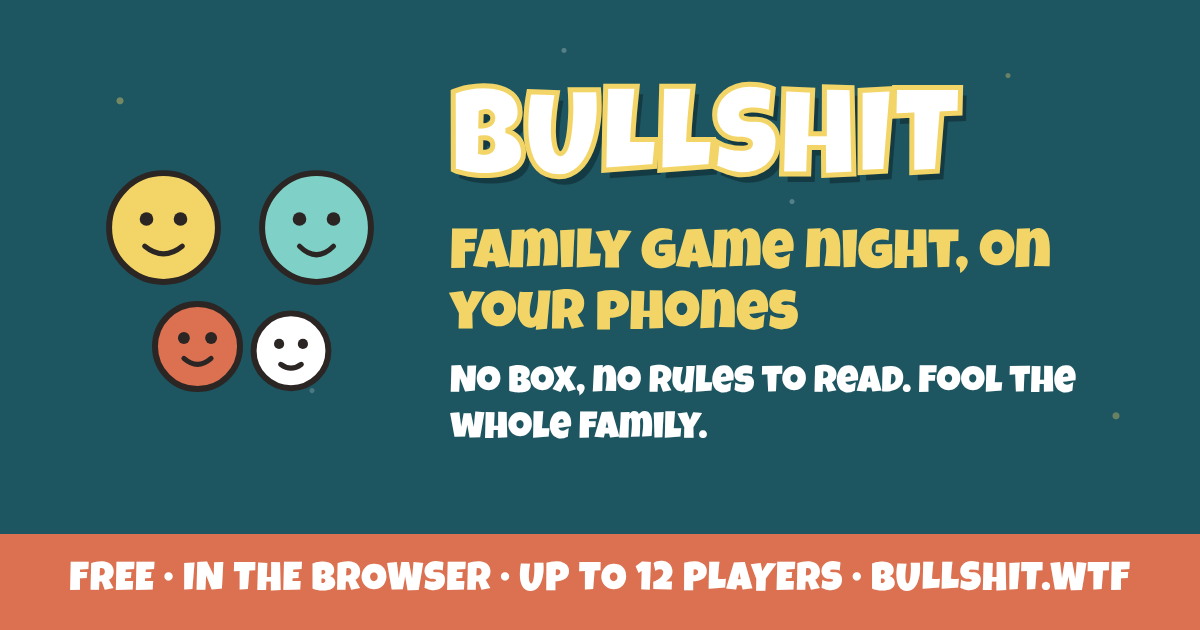 BULLSHIT
Family game night, on
your phones
No box, no rules to read. Fool the
whole family.
FREE • IN THE BROWSER • UP TO 12 PLAYERS • BULLSHIT.WTF